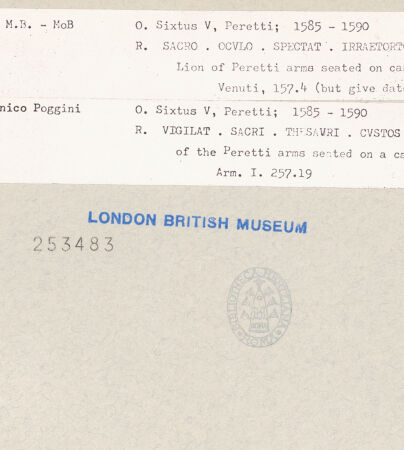 M.B. - MoB O. Sixtus V, Peretti; 1585 - 1590
R. SACRO . OCVLO . SPECTAT . IRRAETORT
Lion of Peretti arms seated on ca
Venuti, 157.4 (but give dat
nico Poggini O. Sixtus V, Peretti; 1585 - 1590
R. VIGILAT . SACRI . THESAVRI . CVSTOS
of the Peretti arms seated on a ca
Arm. I. 257.19
LONDON BRITISH MUSEUM
253483
BIBLIOTHECA HERTZIANA